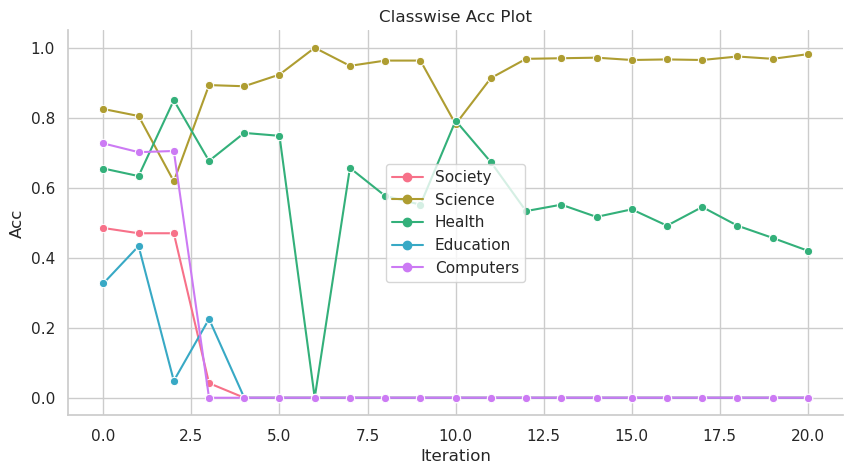 Classwise Acc Plot
1.0
0.8
0.6
0.4
0.2
0.0
Acc
Society
Science
Health
Education
Computers
0.0 2.5 5.0 7.5 10.0 12.5 15.0 17.5 20.0
Iteration